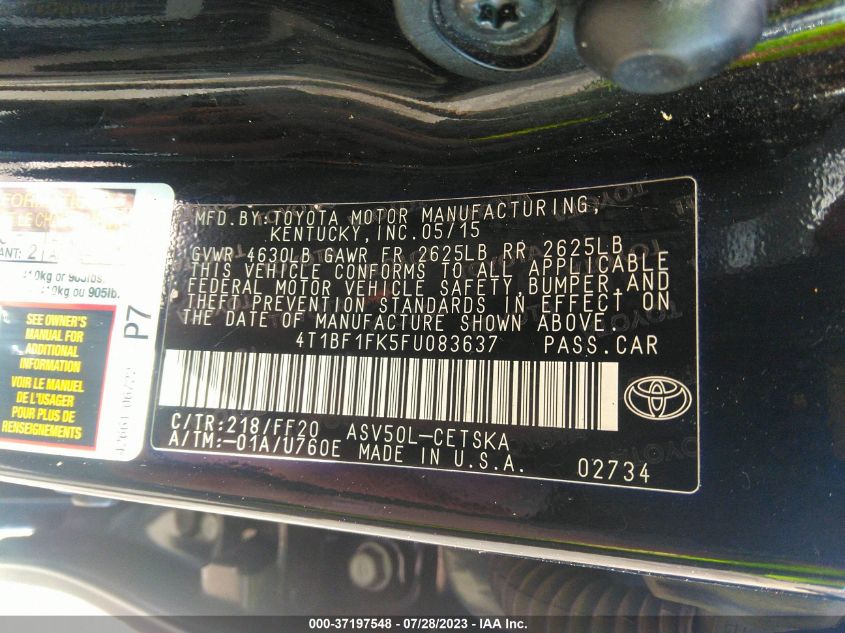 MFD.BY:TOYOTA MOTOR MANUFACTURING,
KENTUCKY, INC.05/15
GVWR 4630LB GAWR FR 2625LB RR 2625LB
THIS VEHICLE CONFORMS TO ALL APPLICABLE
FEDERAL MOTOR VEHICLE SAFETY,BUMPER,AND
THEFT PREVENTION STANDARDS IN EFFECT ON
THE DATE OF MANUFACTURE SHOWN ABOVE.
4T1BF1FK5FU083637 PASS.CAR
C/TR:218/FF20 ASV50L-CETSKA
A/TM:-01A/U760E MADE IN U.S.A. 02734
kg or
kg ou 905lb.
SEE OWNER'S
MANUAL FOR
ADDITIONAL
INFORMATION
VOIR LE MANUEL
DE L'USAGER
POUR PLUS DE
RENSEIGNEMENTS
P7
000-37197548 - 07/28/2023 - IAA Inc.